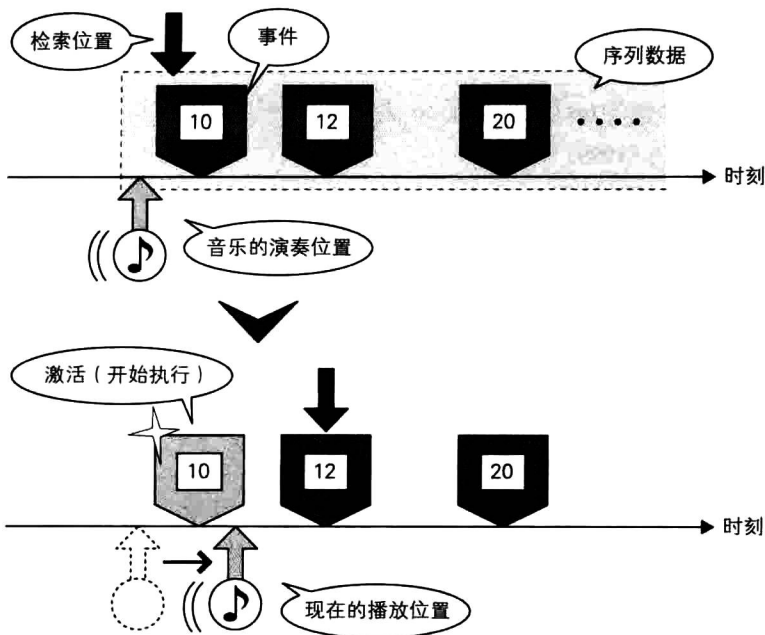 检索位置
事件
序列数据
10
12
20
····
时刻
音乐的演奏位置
激活（开始执行）
10
12
20
时刻
现在的播放位置